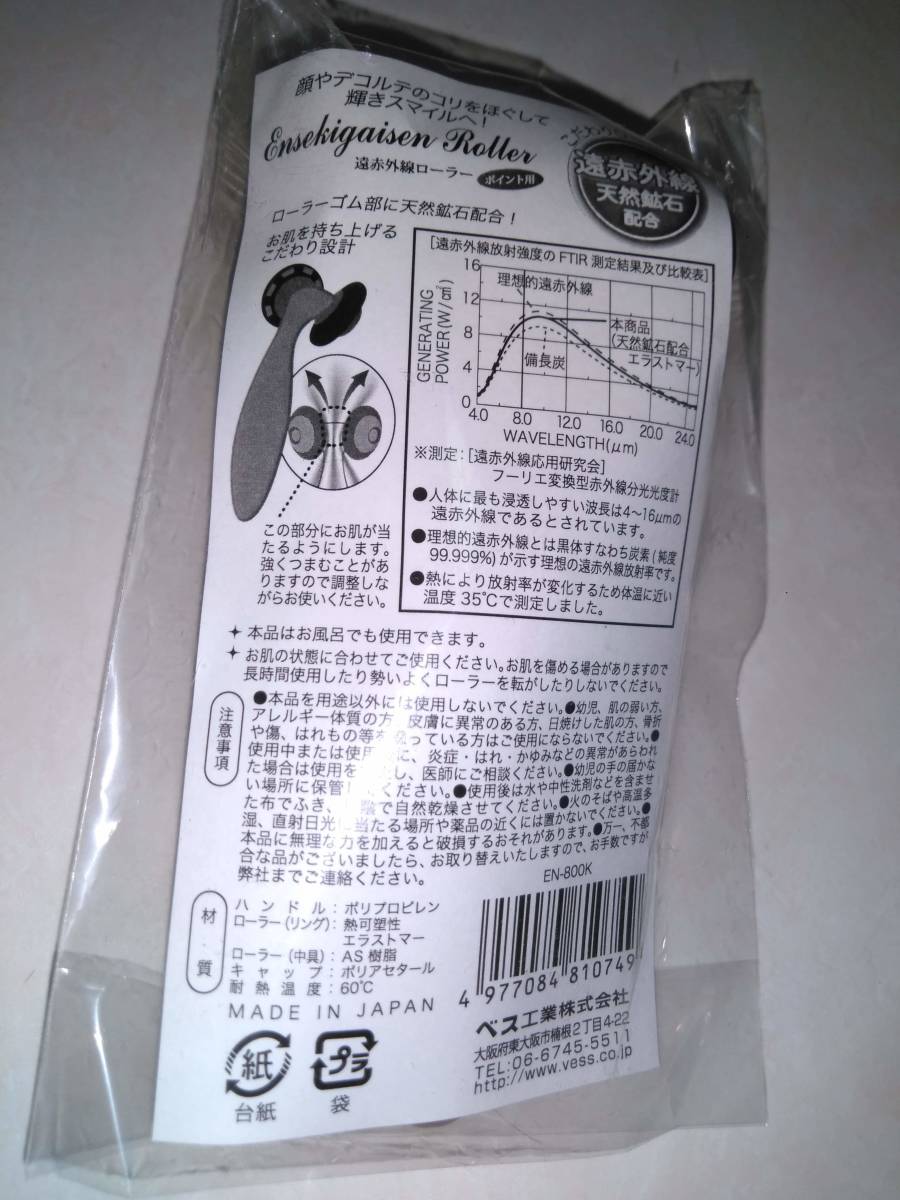 顔やデコルテのコリをほぐして
輝きスマイルへ！
Ensekigaisen Roller
遠赤外線ローラー ポイント用
遠赤外線
天然鉱石
配合
ローラーゴム部に天然鉱石配合！
お肌を持ち上げる
こだわり設計
[遠赤外線放射強度のFTIR測定結果及び比較表]
GENERATING
POWER(W/c㎡)
16
12
8
4
0
理想的遠赤外線
本商品
(天然鉱石配合
エラストマー)
備長炭
4.0 8.0 12.0 16.0 20.0 24.0
WAVELENGTH(μm)
※測定：[遠赤外線応用研究会]
フーリエ変換型赤外線分光光度計
●人体に最も浸透しやすい波長は4〜16μmの
遠赤外線であるとされています。
●理想的遠赤外線とは黒体すなわち炭素(純度
99.999%)が示す理想の遠赤外線放射率です。
●熱により放射率が変化するため体温に近い
温度35℃で測定しました。
この部分にお肌が当
たるようにします。
強くつまむことがあ
りますので調整しな
がらお使いください。
本品はお風呂でも使用できます。
お肌の状態に合わせてご使用ください。お肌を傷める場合がありますので
長時間使用したり勢いよくローラーを転がしたりしないでください。
注意事項
●本品を用途以外には使用しないでください。●幼児、肌の弱い方、
アレルギー体質の方、皮膚に異常のある方、日焼けした肌の方、骨折
や傷、はれもの等を っている方はご使用にならないでください。●
使用中または使用 に、炎症・はれ・かゆみなどの異常があらわれ
た場合は使用を し、医師にご相談ください。●幼児の手の届かな
い場所に保管し ください。●使用後は水や中性洗剤などを含ませ
た布でふき、 で自然乾燥させてください。●火のそばや高温多
湿、直射日光 当たる場所や薬品の近くには置かないでください。●
本品に無理な力を加えると破損するおそれがあります。●万一、不都
合な品がございましたら、お取り替えいたしますので、お手数ですが
弊社までご連絡ください。
EN-800K
材質
ハンドル：ポリプロピレン
ローラー(リング)：熱可塑性
エラストマー
ローラー(中具)：AS樹脂
キャップ：ポリアセタール
耐熱温度：60℃
MADE IN JAPAN
4 977084 810749
ベス工業株式会社
大阪府東大阪市楠根2丁目4-22
TEL:06-6745-5511
http://www.vess.co.jp
紙
台紙
プラ
袋